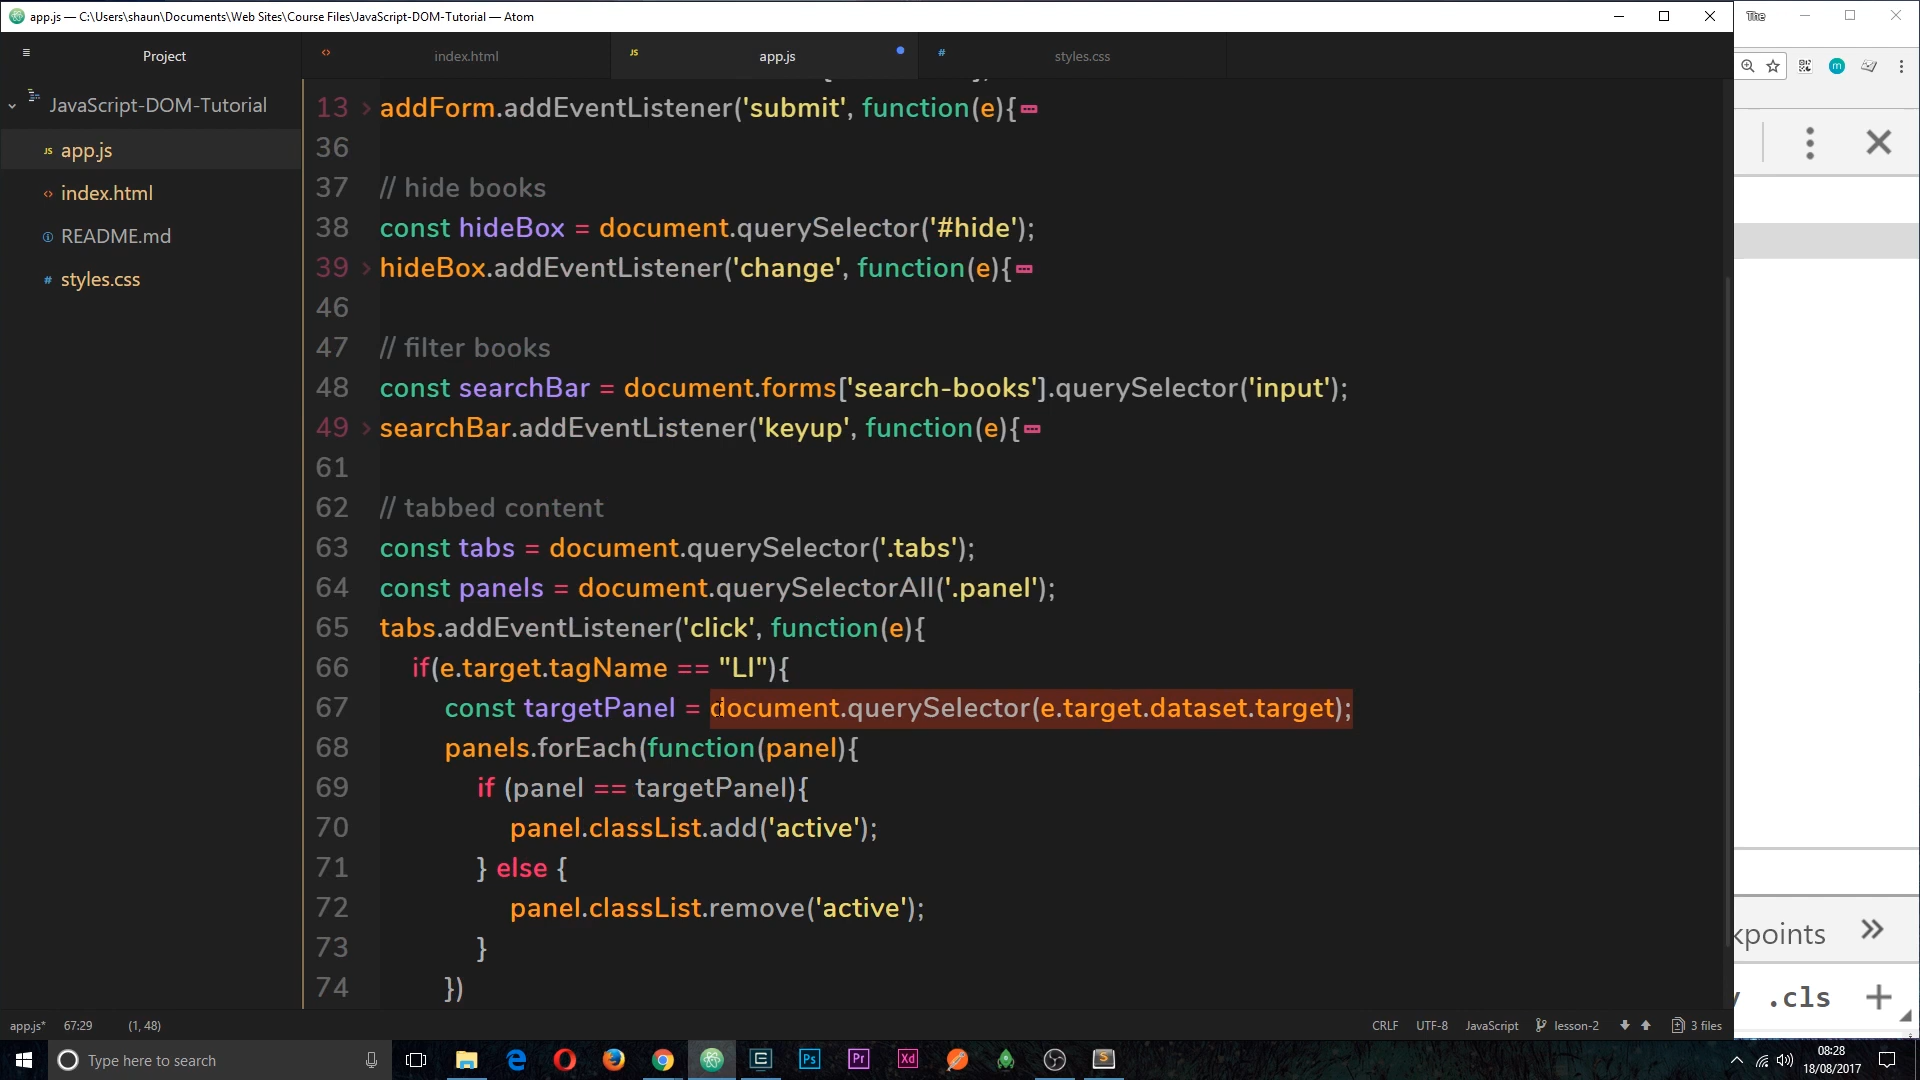 app.js — C:\Users\shaun\Documents\Web Sites\Course Files\JavaScript-DOM-Tutorial — Atom
The
Project
index.html
app.js
styles.css
JavaScript-DOM-Tutorial
app.js
index.html
README.md
styles.css
13 addForm.addEventListener('submit', function(e){
36
37 // hide books
38 const hideBox = document.querySelector('#hide');
39 hideBox.addEventListener('change', function(e){
46
47 // filter books
48 const searchBar = document.forms['search-books'].querySelector('input');
49 searchBar.addEventListener('keyup', function(e){
61
62 // tabbed content
63 const tabs = document.querySelector('.tabs');
64 const panels = document.querySelectorAll('.panel');
65 tabs.addEventListener('click', function(e){
66 if(e.target.tagName == "LI"){
67 const targetPanel = document.querySelector(e.target.dataset.target);
68 panels.forEach(function(panel){
69 if (panel == targetPanel){
70 panel.classList.add('active');
71 } else {
72 panel.classList.remove('active');
73 }
74 })
kpoints
.cls
app.js* 67:29 (1, 48)
CRLF UTF-8 JavaScript lesson-2 3 files
Type here to search
08:28
18/08/2017